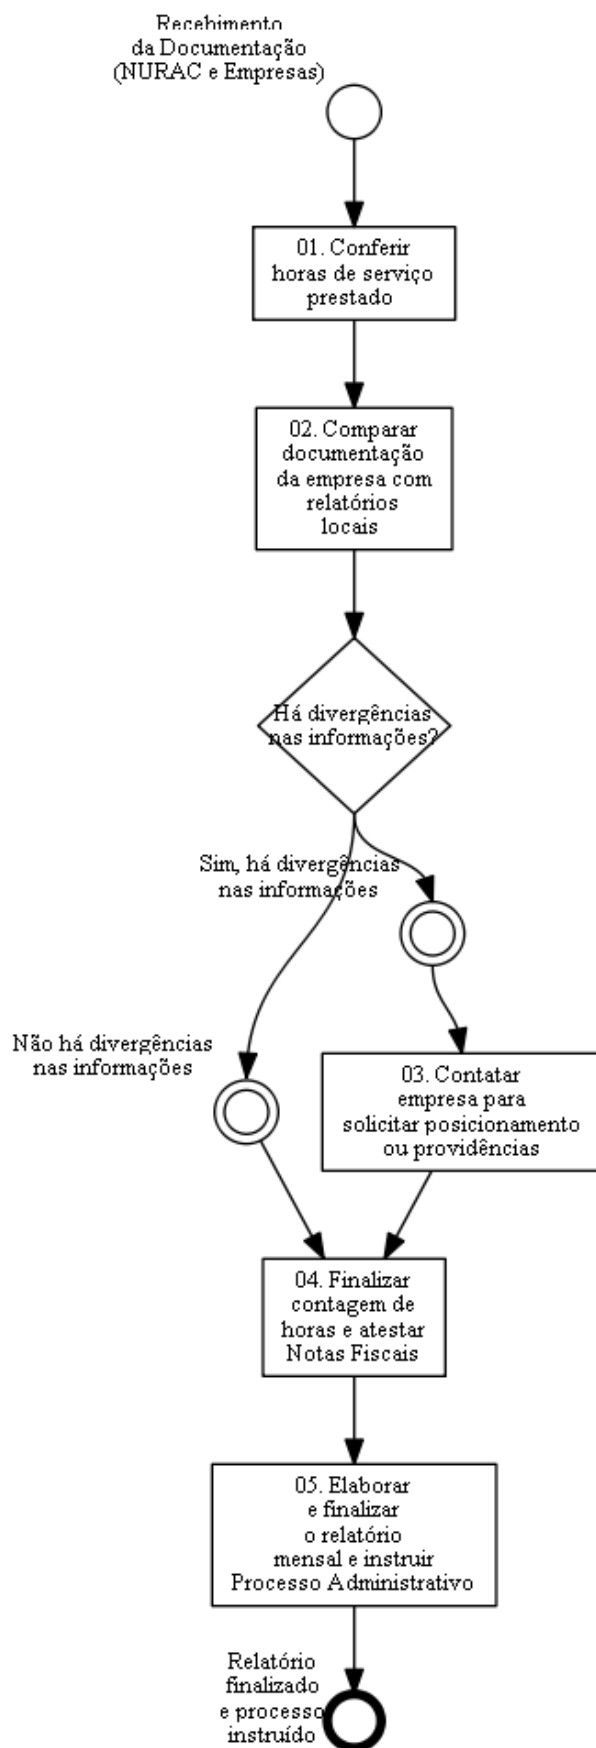 Recebimento
da Documentação
(NURAC e Empresas)
01. Conferir
horas de serviço
prestado
02. Comparar
documentação
da empresa com
relatórios
locais
Há divergências
nas informações?
Sim, há divergências
nas informações
Não há divergências
nas informações
03. Contatar
empresa para
solicitar posicionamento
ou providências
04. Finalizar
contagem de
horas e atestar
Notas Fiscais
05. Elaborar
e finalizar
o relatório
mensal e instruir
Processo Administrativo
Relatório
finalizado
e processo
instruído